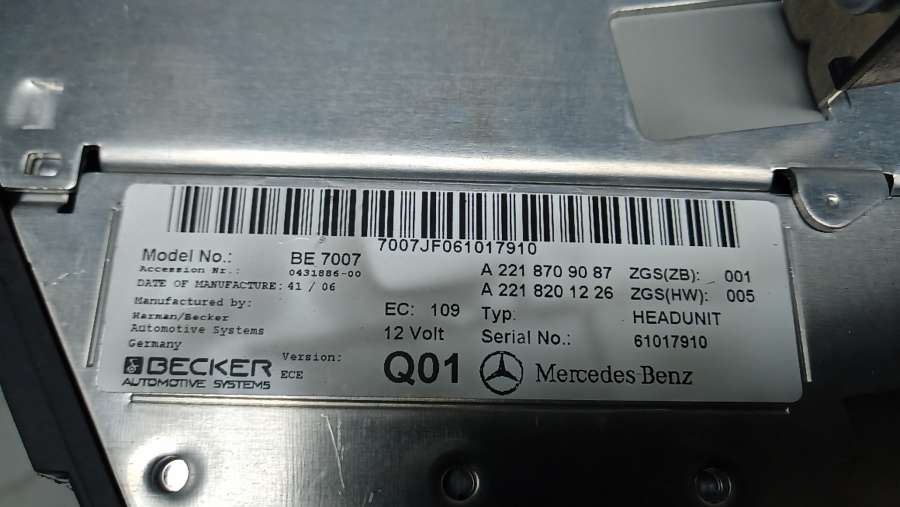 7007JF061017910
Model No.: BE 7007
Accession Nr.: 0431886-00
DATE OF MANUFACTURE: 41 / 06
Manufactured by:
Harman/Becker
Automotive Systems
Germany
EC: 109
12 Volt
A 221 870 90 87 ZGS(ZB): 001
A 221 820 12 26 ZGS(HW): 005
Typ: HEADUNIT
Serial No.: 61017910
BECKER
AUTOMOTIVE SYSTEMS
Version:
ECE
Q01
Mercedes-Benz